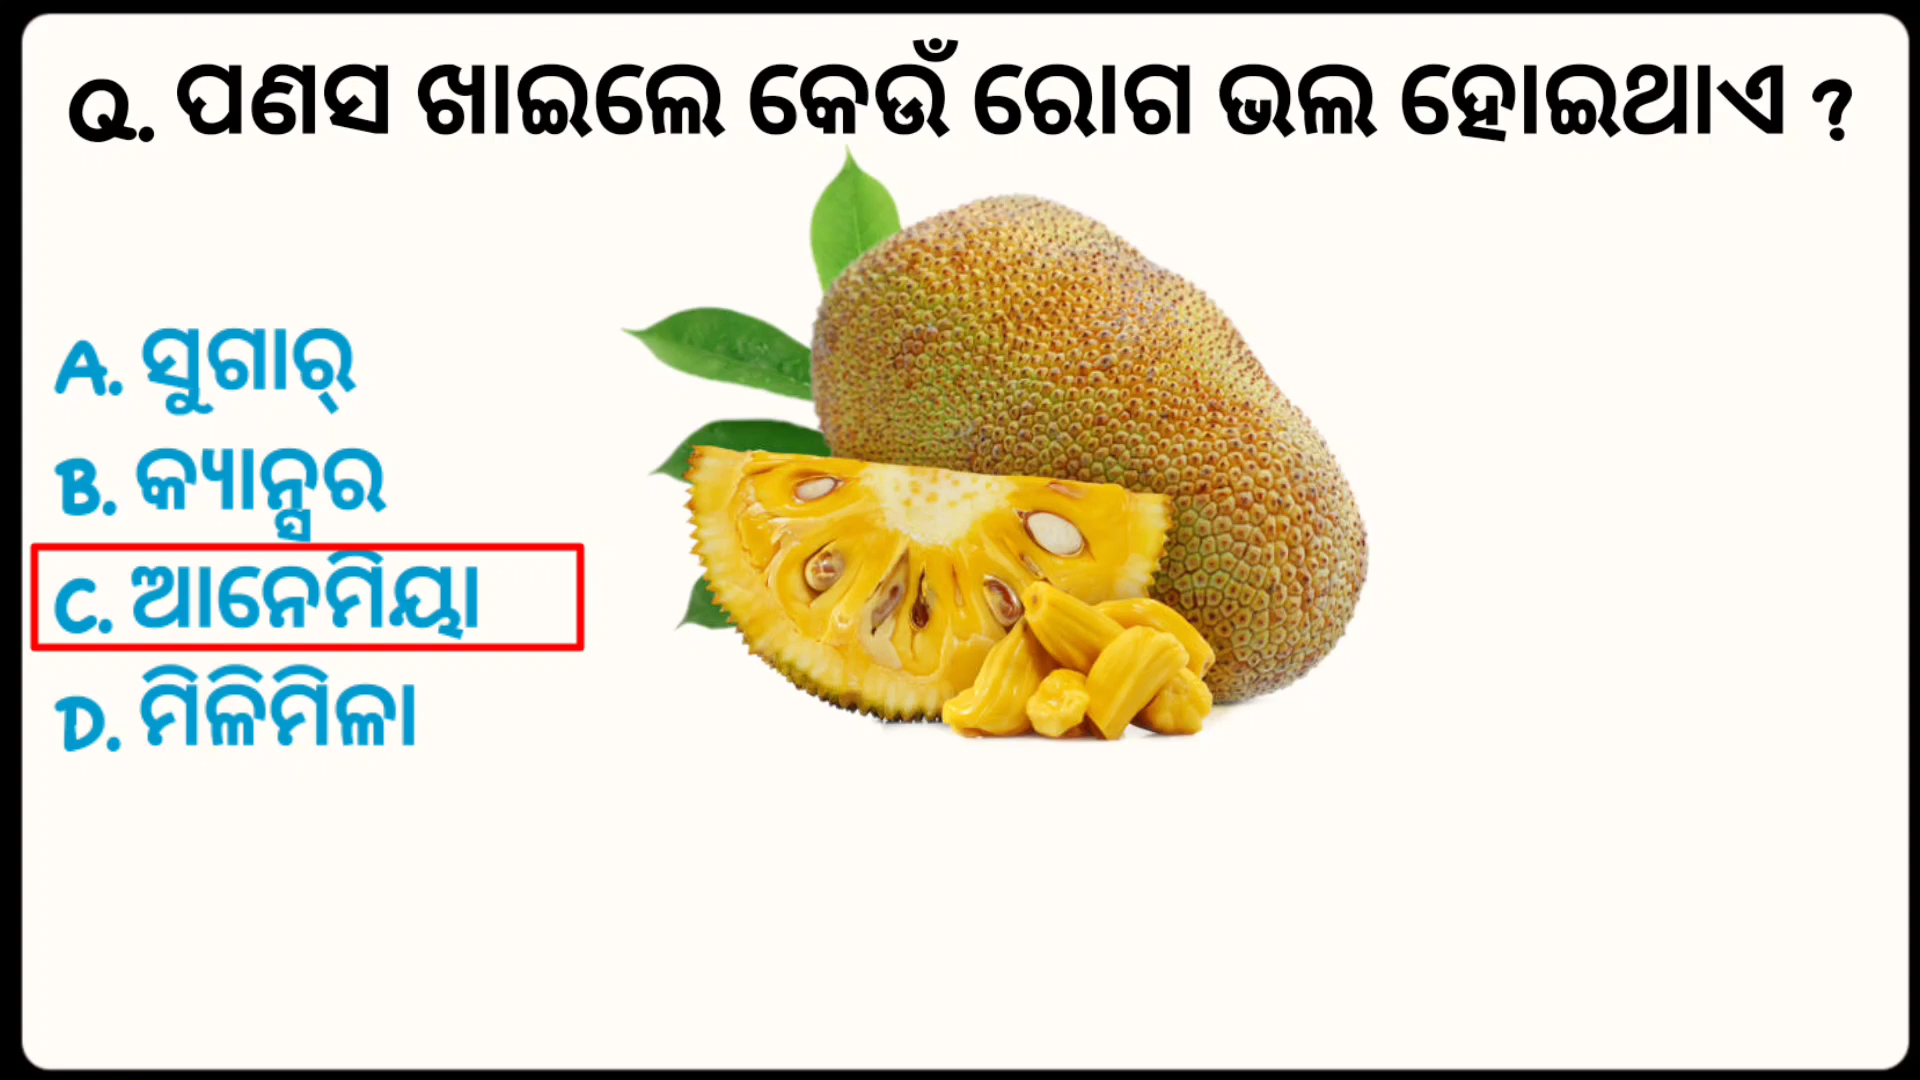 Q. ପଣସ ଖାଇଲେ କେଉଁ ରୋଗ ଭଲ ହୋଇଥାଏ ?
A. ସୁଗାର୍
B. କ୍ୟାନ୍ସର
C. ଆନେମିୟା
D. ମିଳିମିଳା